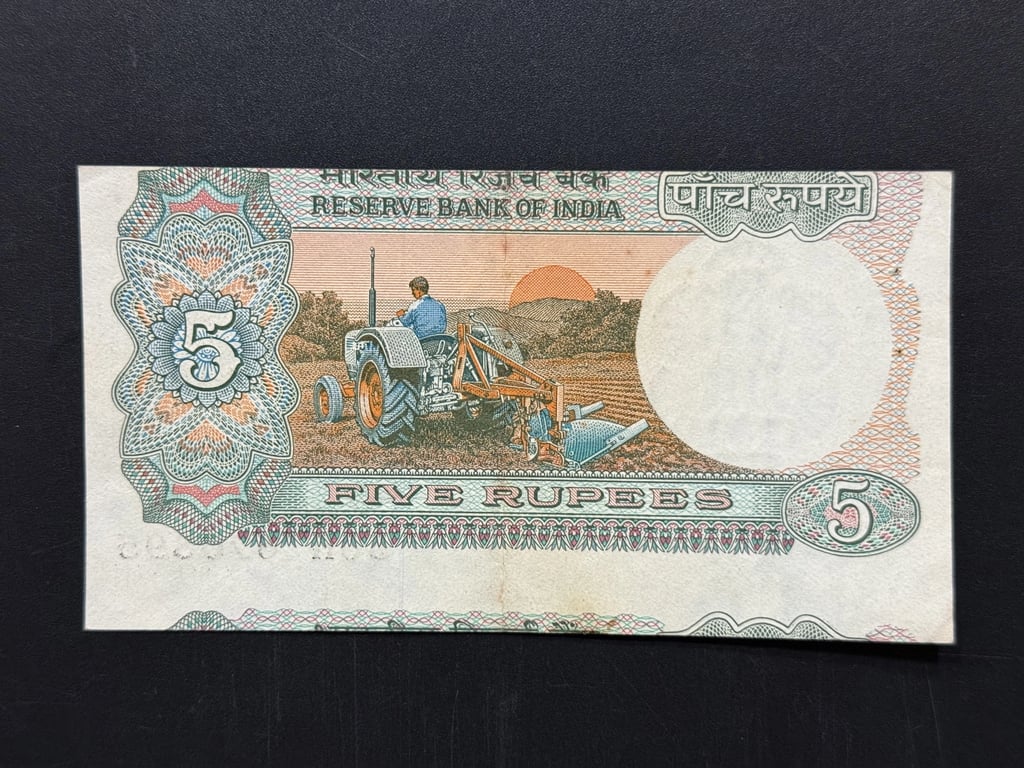 भारतीय रिज़र्व बैंक
RESERVE BANK OF INDIA
पाँच रूपये
5
FIVE RUPEES
5